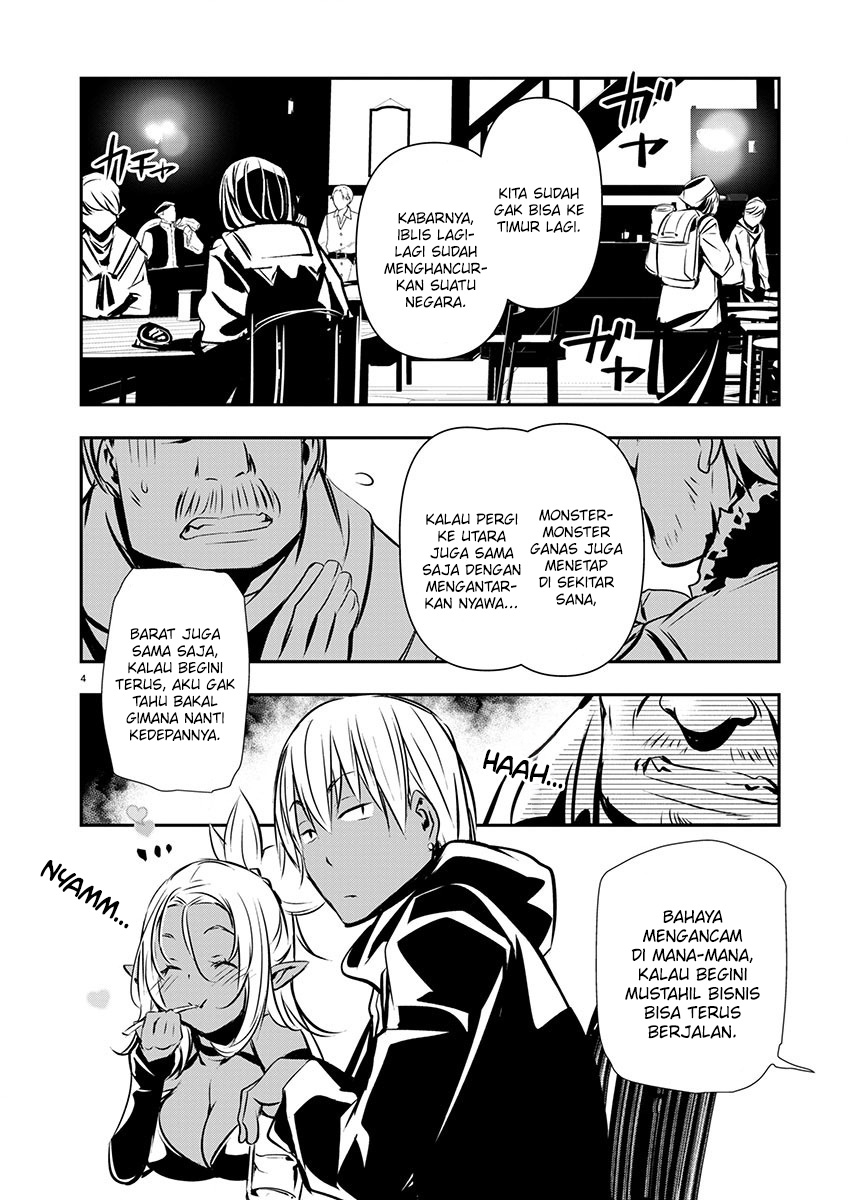 ガヤ
KITA SUDAH
GAK BISA KE
TIMUR LAGI.
KABARNYA,
IBLIS LAGI-
LAGI SUDAH
MENGHANCUR-
KAN SUATU
NEGARA.
ガチャ
ガヤ
MONSTER-
MONSTER
GANAS JUGA
MENETAP
DI SEKITAR
SANA,
KALAU PERGI
KE UTARA
JUGA SAMA
SAJA DENGAN
MENGANTAR-
KAN NYAWA...
BARAT JUGA
SAMA SAJA,
KALAU BEGINI
TERUS, AKU GAK
TAHU BAKAL
GIMANA NANTI
KEDEPANNYA.
4
HAAH...
NYAMM...
BAHAYA
MENGANCAM
DI MANA-MANA,
KALAU BEGINI
MUSTAHIL BISNIS
BISA TERUS
BERJALAN.